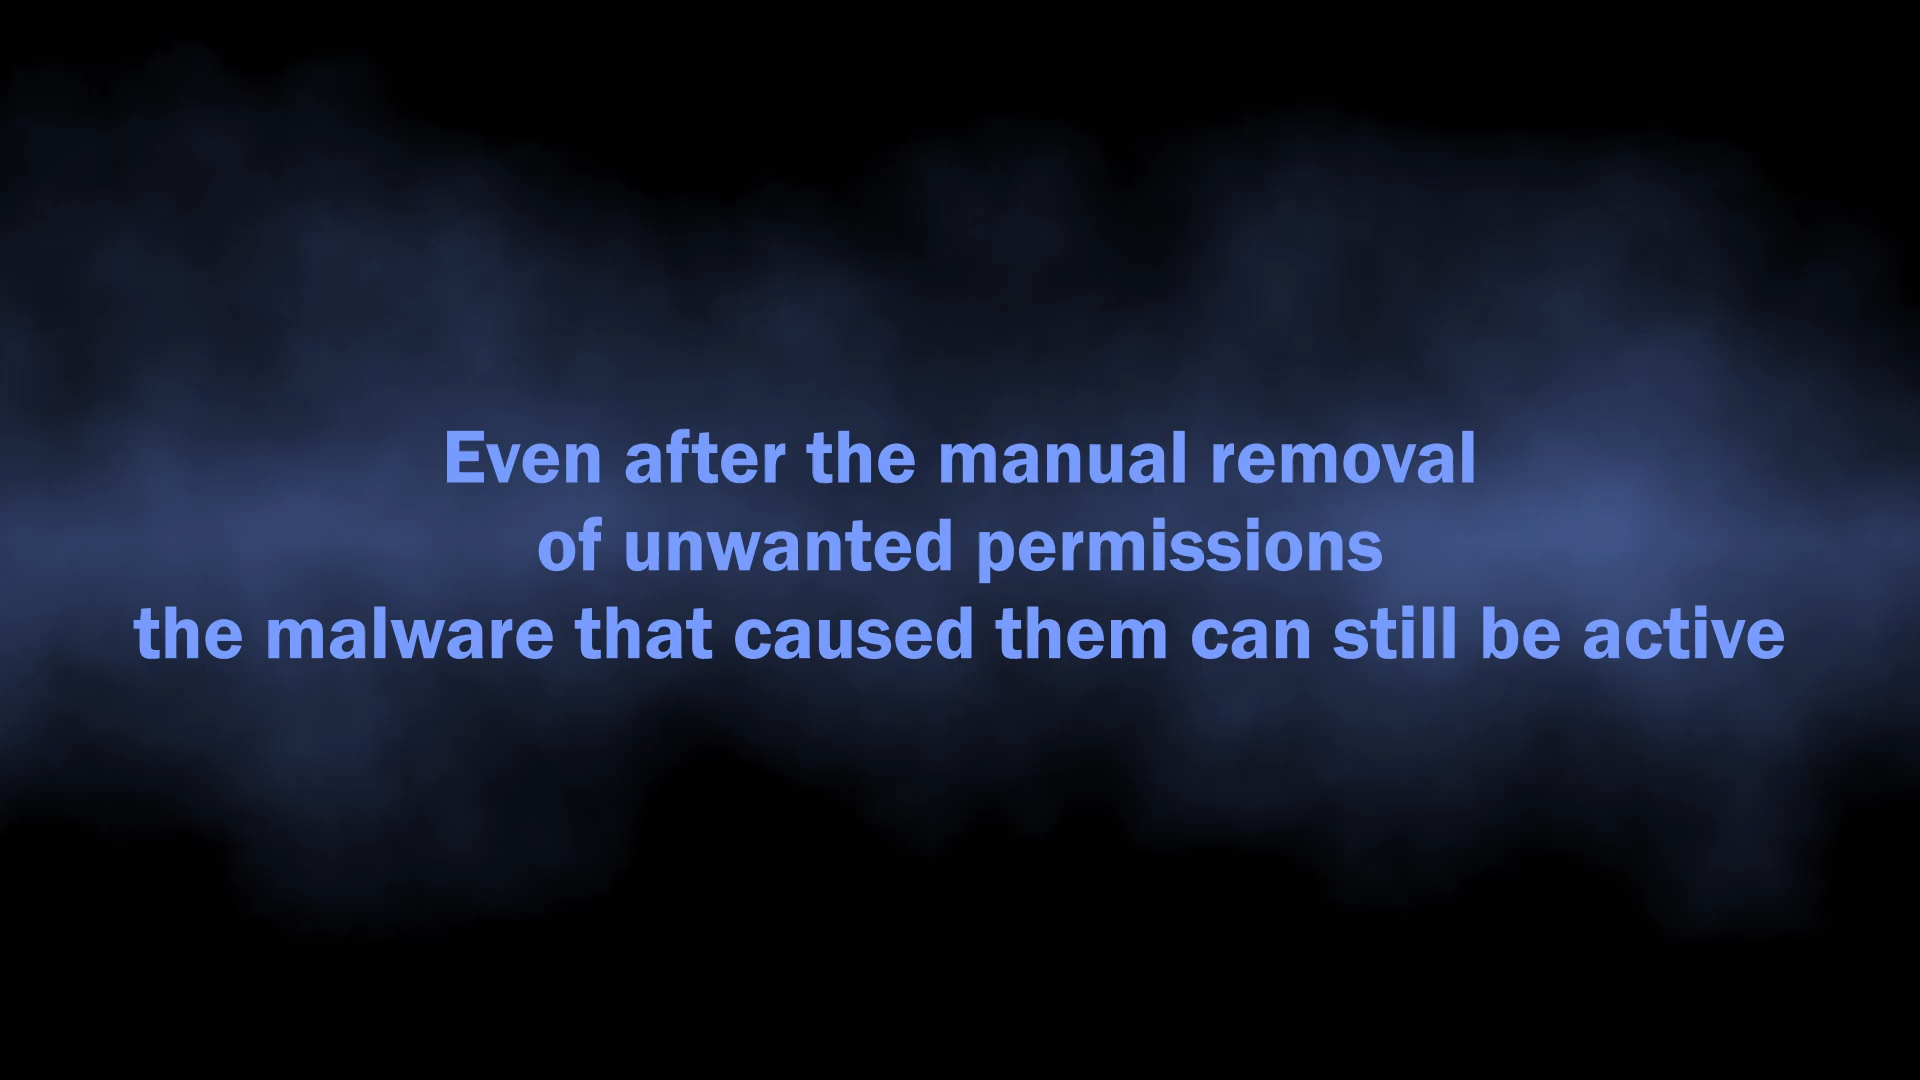 Even after the manual removal
of unwanted permissions
the malware that caused them can still be active